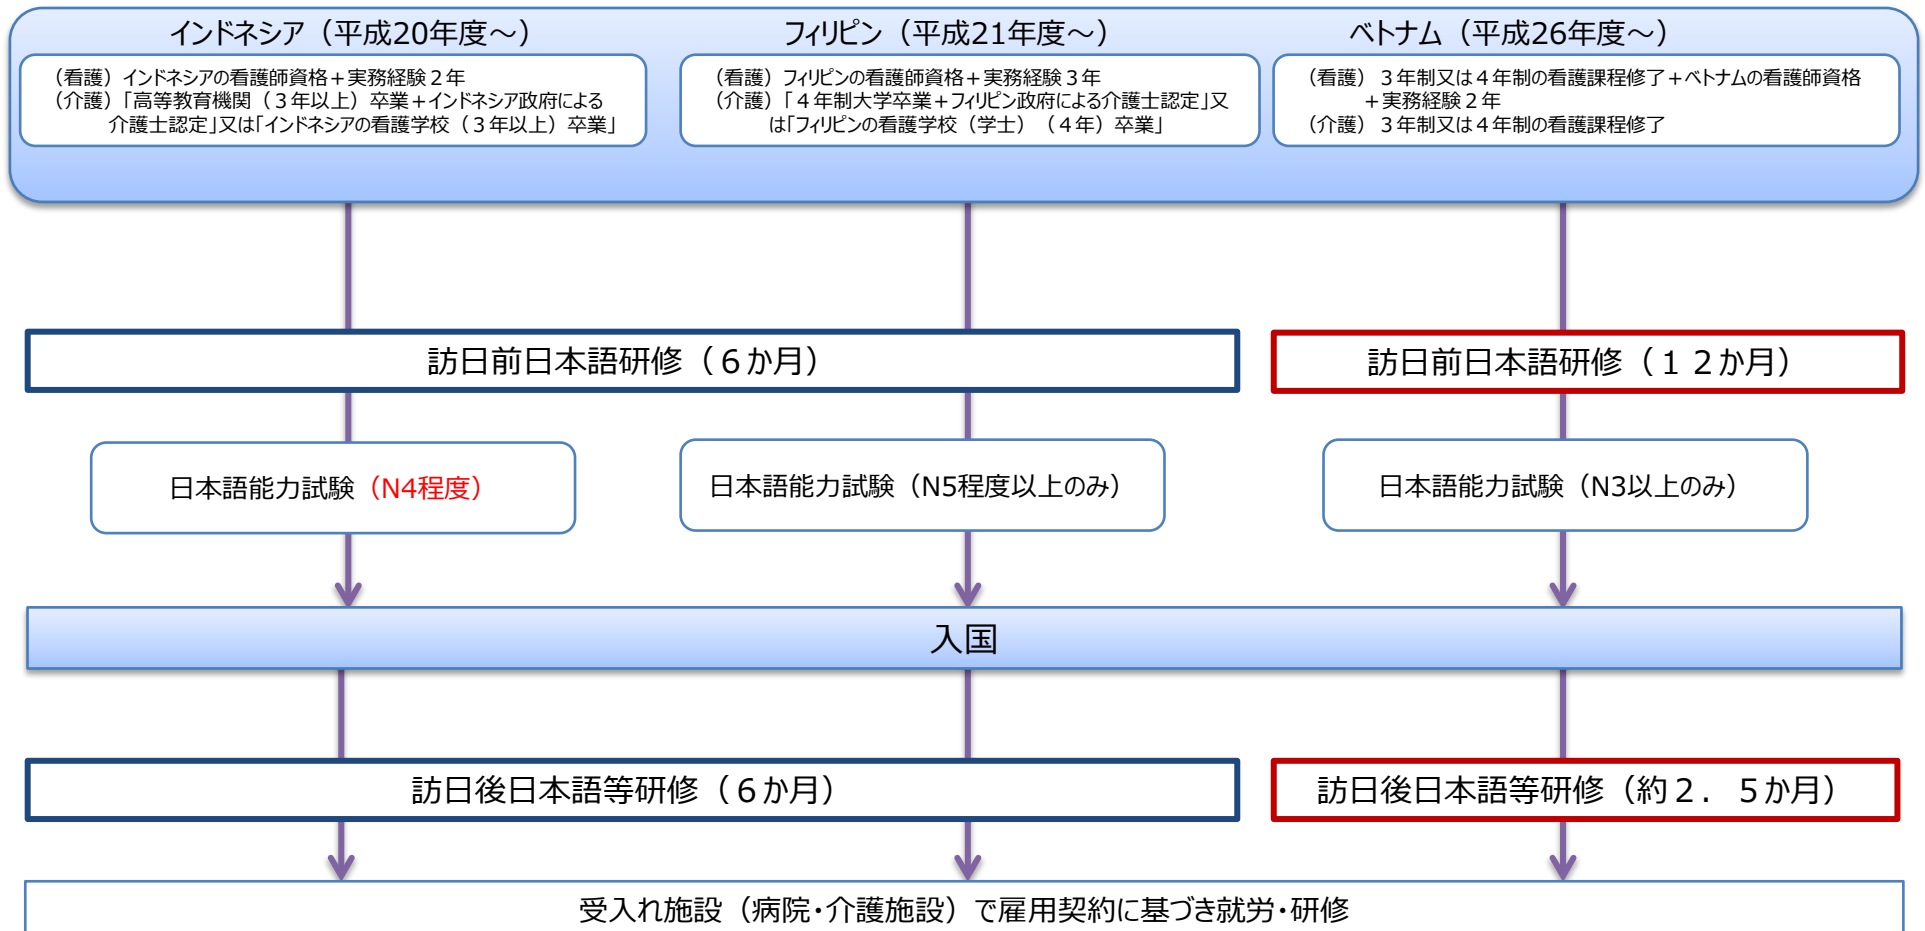 インドネシア（平成20年度～）
（看護）インドネシアの看護師資格＋実務経験２年
（介護）「高等教育機関（３年以上）卒業＋インドネシア政府による
介護士認定」又は「インドネシアの看護学校（３年以上）卒業」
フィリピン（平成21年度～）
（看護）フィリピンの看護師資格＋実務経験３年
（介護）「４年制大学卒業＋フィリピン政府による介護士認定」又
は「フィリピンの看護学校（学士）（４年）卒業」
ベトナム（平成26年度～）
（看護）３年制又は４年制の看護課程修了＋ベトナムの看護師資格
＋実務経験２年
（介護）３年制又は４年制の看護課程修了
訪日前日本語研修（６か月）
訪日前日本語研修（１２か月）
日本語能力試験（N4程度）
日本語能力試験（N5程度以上のみ）
日本語能力試験（N3以上のみ）
入国
訪日後日本語等研修（６か月）
訪日後日本語等研修（約２．５か月）
受入れ施設（病院・介護施設）で雇用契約に基づき就労・研修